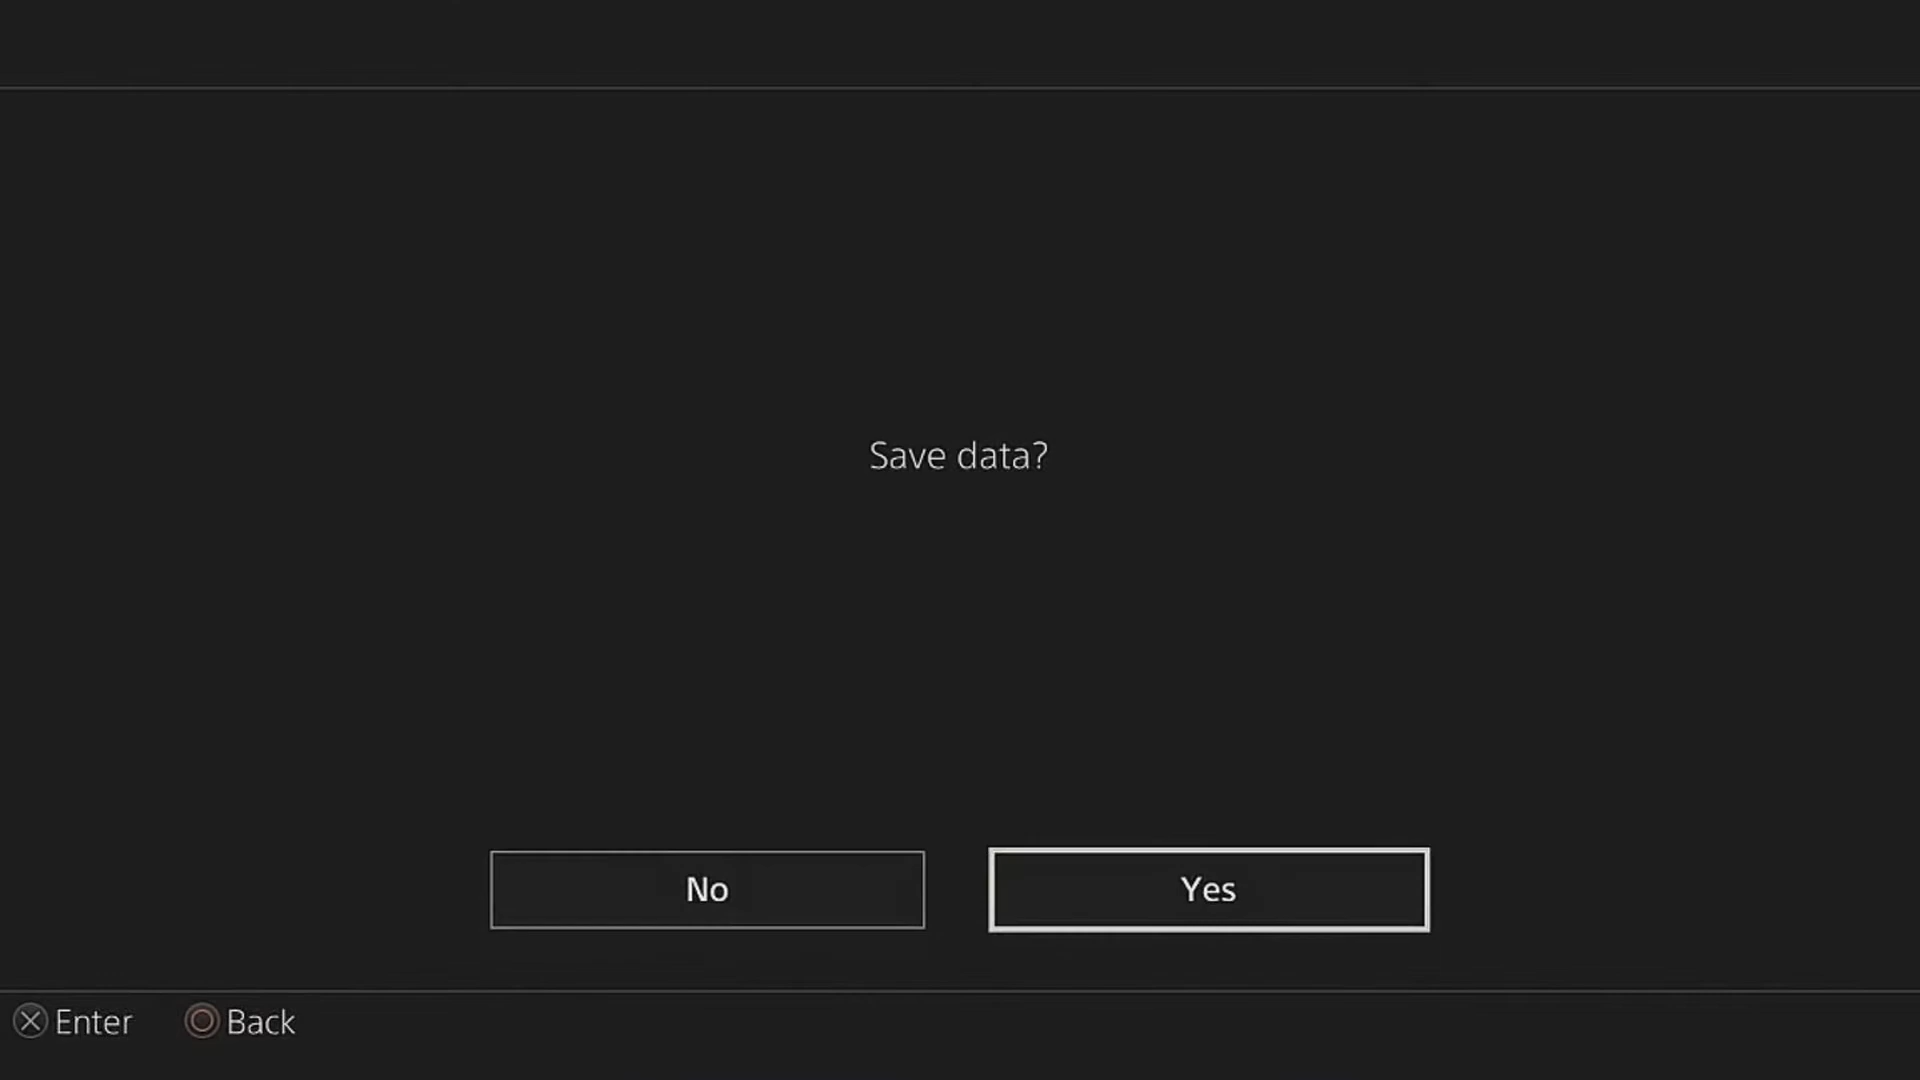 Save data?
No
Yes
Enter
Back